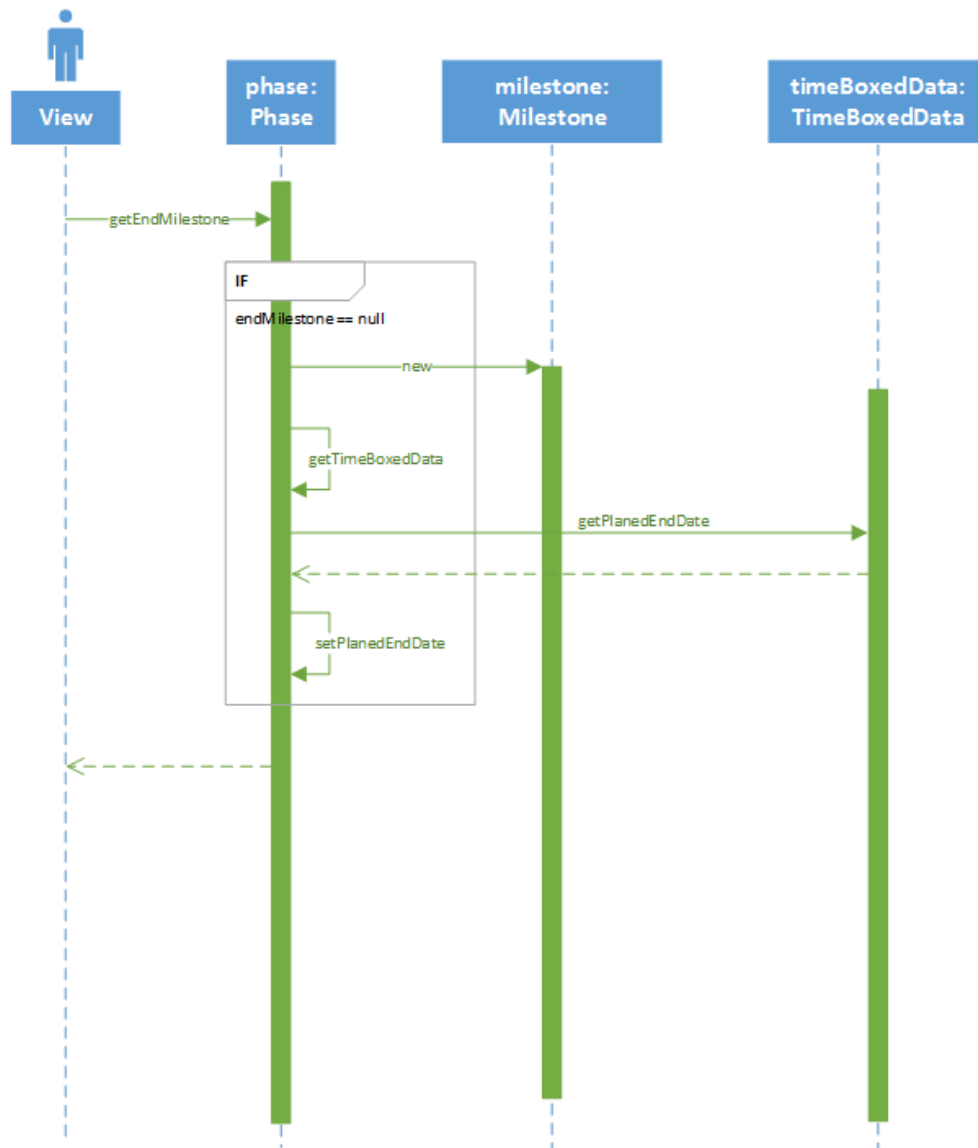 View
phase:
Phase
milestone:
Milestone
timeBoxedData:
TimeBoxedData
getEndMilestone
IF
endMilestone == null
new
getTimeBoxedData
getPlanedEndDate
setPlanedEndDate